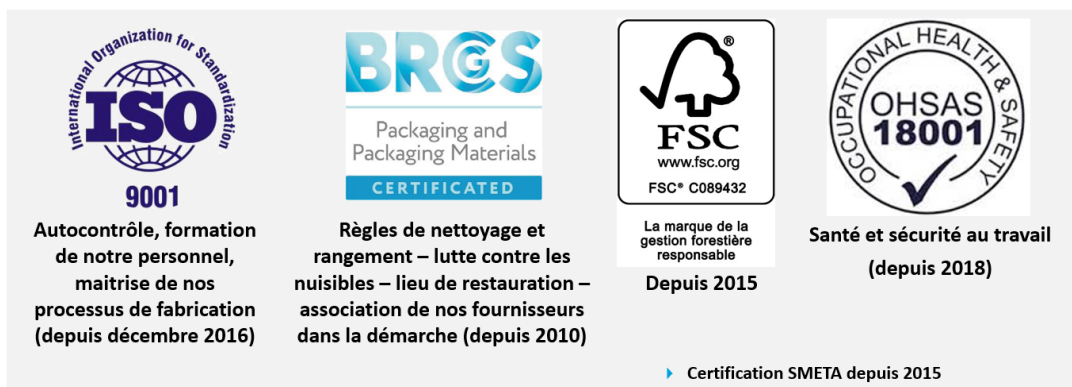 International Organization for Standardization
ISO
9001
Autocontrôle, formation
de notre personnel,
maitrise de nos
processus de fabrication
(depuis décembre 2016)
BRCGS
Packaging and
Packaging Materials
CERTIFICATED
Règles de nettoyage et
rangement – lutte contre les
nuisibles – lieu de restauration –
association de nos fournisseurs
dans la démarche (depuis 2010)
®
FSC
www.fsc.org
FSC® C089432
La marque de la
gestion forestière
responsable
Depuis 2015
OCCUPATIONAL HEALTH & SAFETY
OHSAS
18001
Santé et sécurité au travail
(depuis 2018)
Certification SMETA depuis 2015